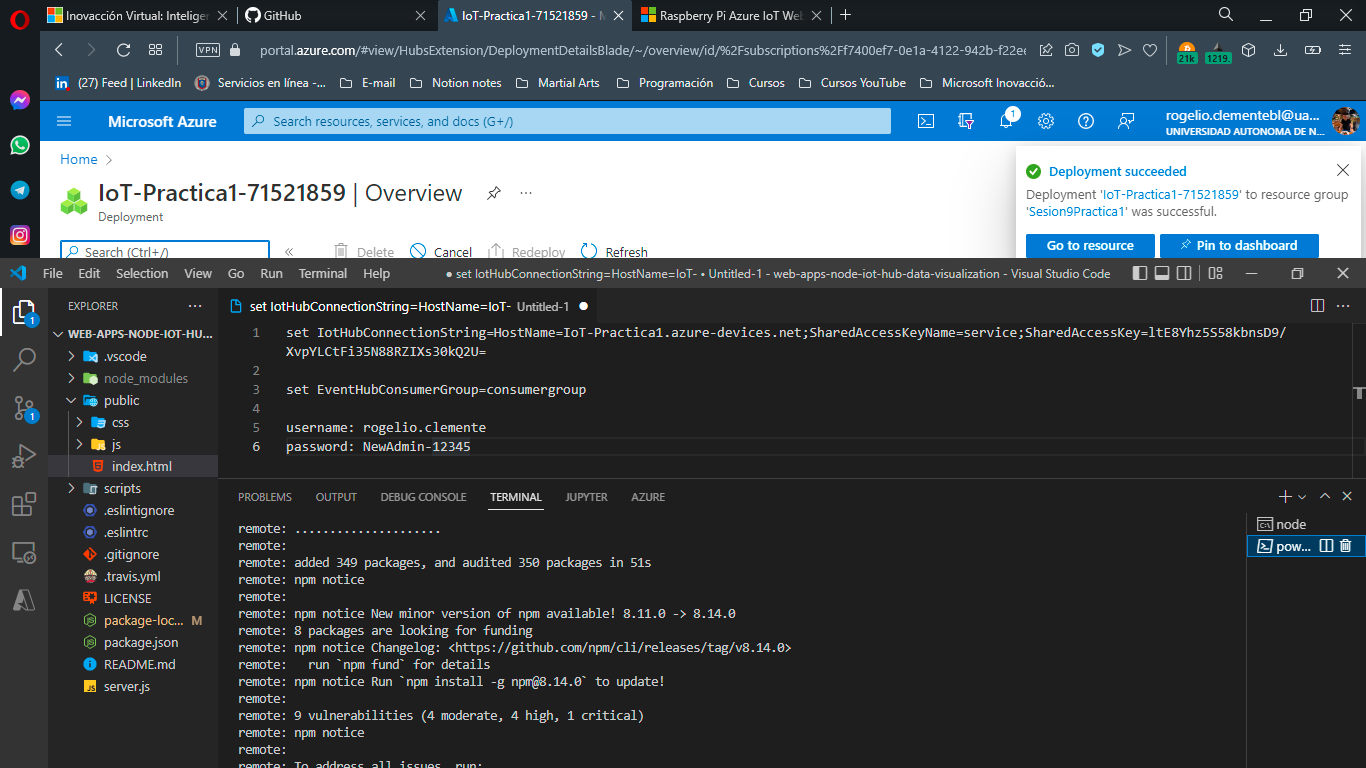 Inovacción Virtual: Inteligen
GitHub
IoT-Practica1-71521859 - M
Raspberry Pi Azure IoT Web
VPN
portal.azure.com/#view/HubsExtension/DeploymentDetailsBlade/~/overview/id/%2Fsubscriptions%2Ff7400ef7-0e1a-4122-942b-f22ee
21k
1219.
(27) Feed | LinkedIn
Servicios en línea -...
E-mail
Notion notes
Martial Arts
Programación
Cursos
Cursos YouTube
Microsoft Inovacció...
Microsoft Azure
Search resources, services, and docs (G+/)
1
rogelio.clementebl@ua...
UNIVERSIDAD AUTONOMA DE N...
Home
IoT-Practica1-71521859 | Overview
Deployment
Search (Ctrl+/)
Delete
Cancel
Redeploy
Refresh
Deployment succeeded
Deployment 'IoT-Practica1-71521859' to resource group
'Sesion9Practica1' was successful.
Go to resource
Pin to dashboard
File Edit Selection View Go Run Terminal Help
● set IotHubConnectionString=HostName=IoT- • Untitled-1 - web-apps-node-iot-hub-data-visualization - Visual Studio Code
EXPLORER
WEB-APPS-NODE-IOT-HU...
.vscode
node_modules
public
css
js
index.html
scripts
.eslintignore
.eslintrc
.gitignore
.travis.yml
LICENSE
package-loc... M
package.json
README.md
server.js
1
1
set IotHubConnectionString=HostName=IoT- Untitled-1
1 set IotHubConnectionString=HostName=IoT-Practica1.azure-devices.net;SharedAccessKeyName=service;SharedAccessKey=ltE8Yhz5S58kbnsD9/
XvpYLCtFi35N88RZIXs30kQ2U=
2
3 set EventHubConsumerGroup=consumergroup
4
5 username: rogelio.clemente
6 password: NewAdmin-12345
PROBLEMS OUTPUT DEBUG CONSOLE TERMINAL JUPYTER AZURE
node
pow...
remote: .....................
remote:
remote: added 349 packages, and audited 350 packages in 51s
remote: npm notice
remote:
remote: npm notice New minor version of npm available! 8.11.0 -> 8.14.0
remote: 8 packages are looking for funding
remote: npm notice Changelog: <https://github.com/npm/cli/releases/tag/v8.14.0>
remote:   run `npm fund` for details
remote: npm notice Run `npm install -g npm@8.14.0` to update!
remote:
remote: 9 vulnerabilities (4 moderate, 4 high, 1 critical)
remote: npm notice
remote:
remote: To address all issues, run: